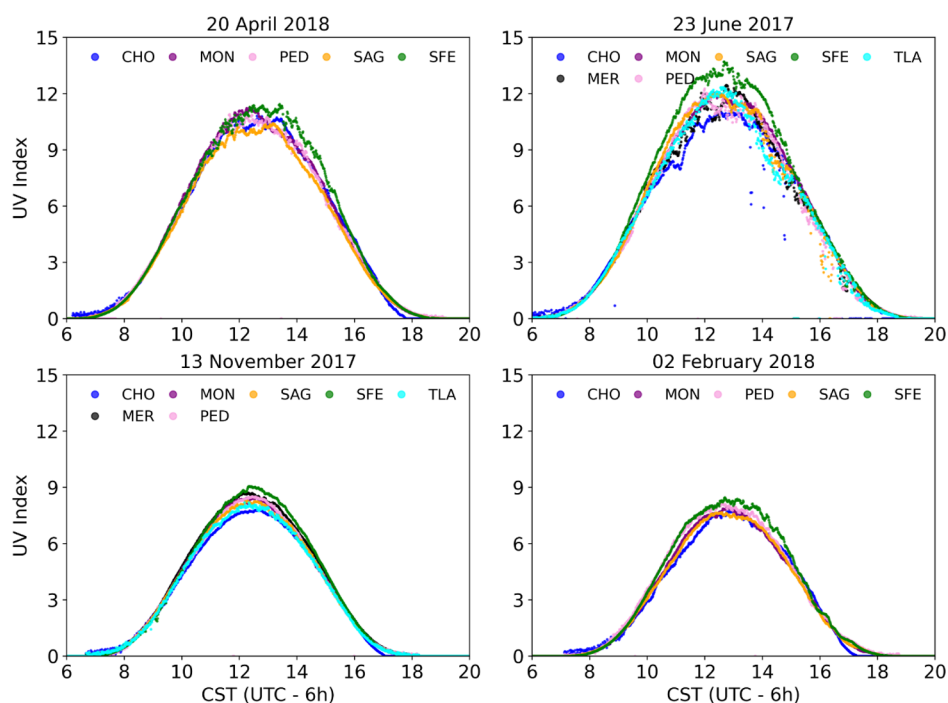 20 April 2018
15
12
9
6
3
0
UV Index
CHO MON PED SAG SFE
6 8 10 12 14 16 18 20
23 June 2017
15
12
9
6
3
0
CHO MON SAG SFE TLA
MER PED
6 8 10 12 14 16 18 20
13 November 2017
15
12
9
6
3
0
UV Index
CHO MON SAG SFE TLA
MER PED
6 8 10 12 14 16 18 20
CST (UTC - 6h)
02 February 2018
15
12
9
6
3
0
CHO MON PED SAG SFE
6 8 10 12 14 16 18 20
CST (UTC - 6h)